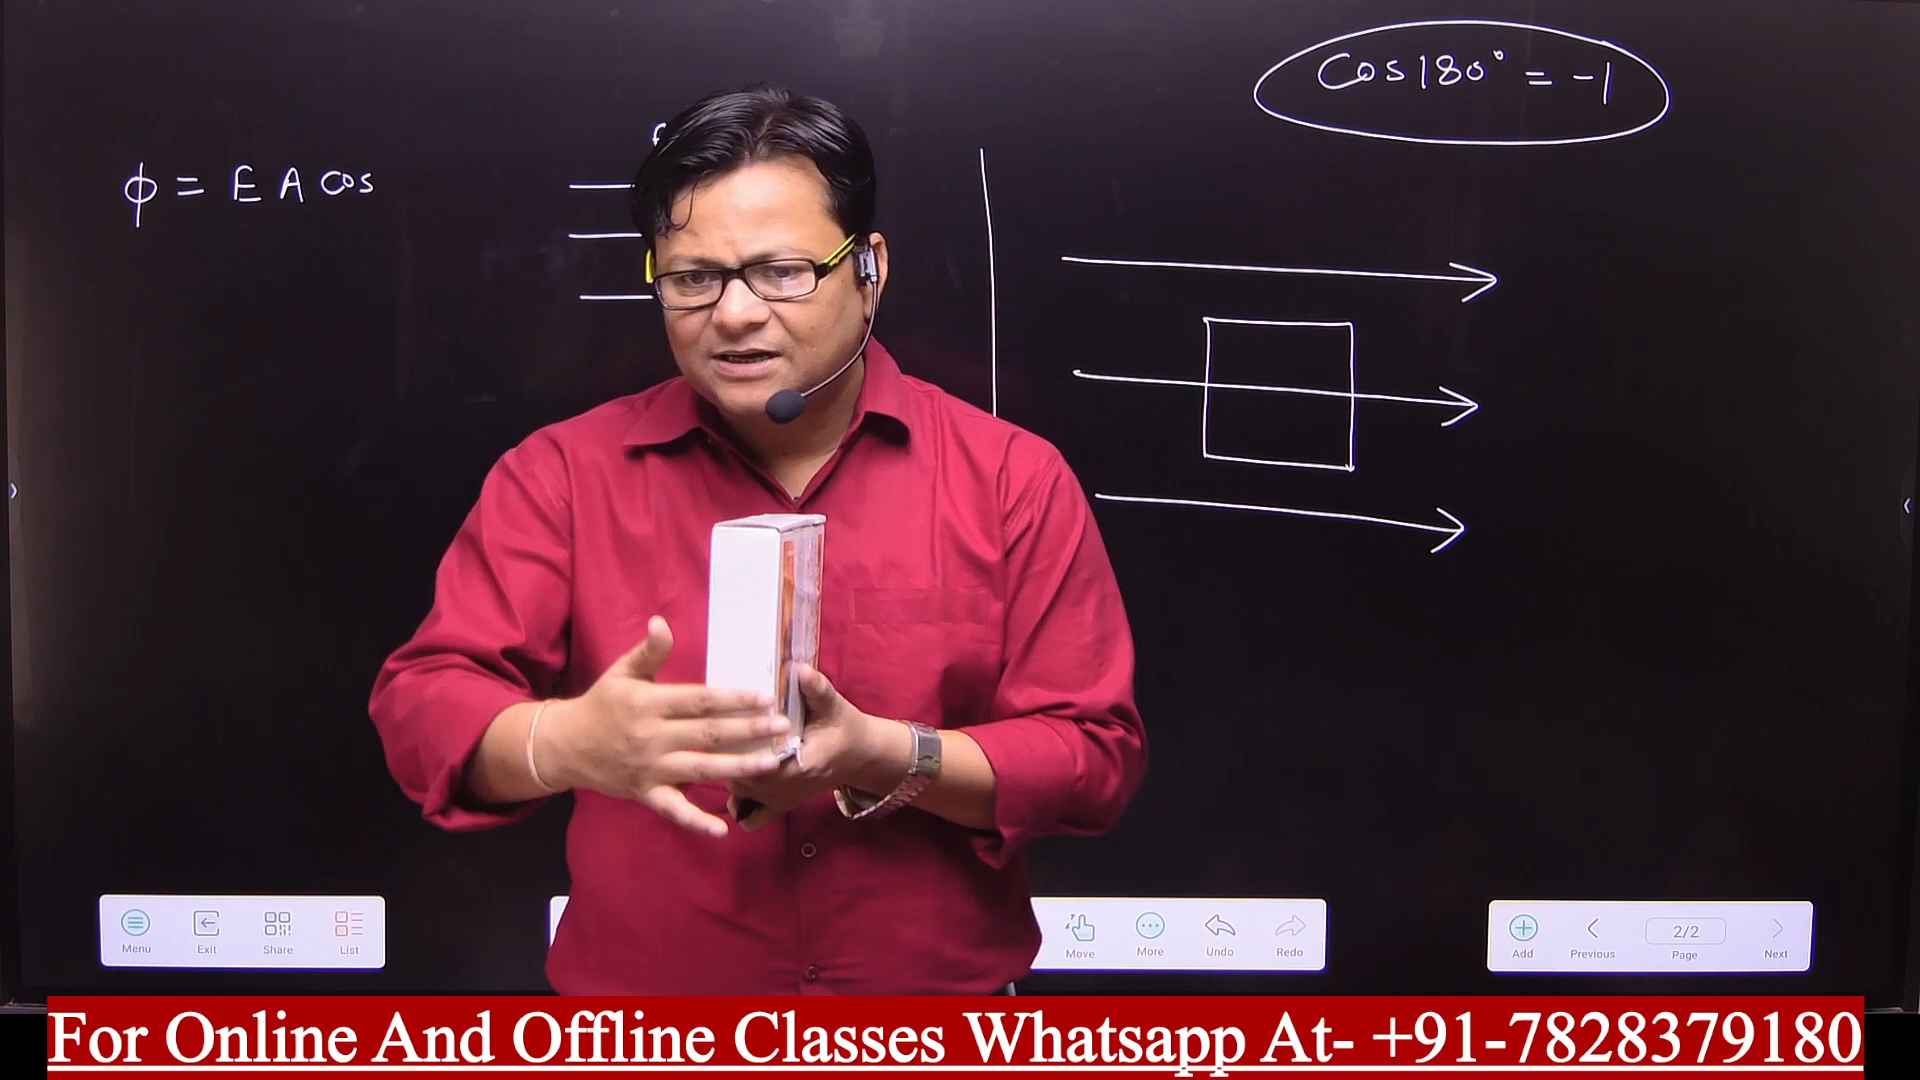 Cos 180° = -1
ϕ = E A cos
Menu
Exit
Share
List
Move
More
Undo
Redo
Add
Previous
2/2
Page
Next
For Online And Offline Classes Whatsapp At- +91-7828379180